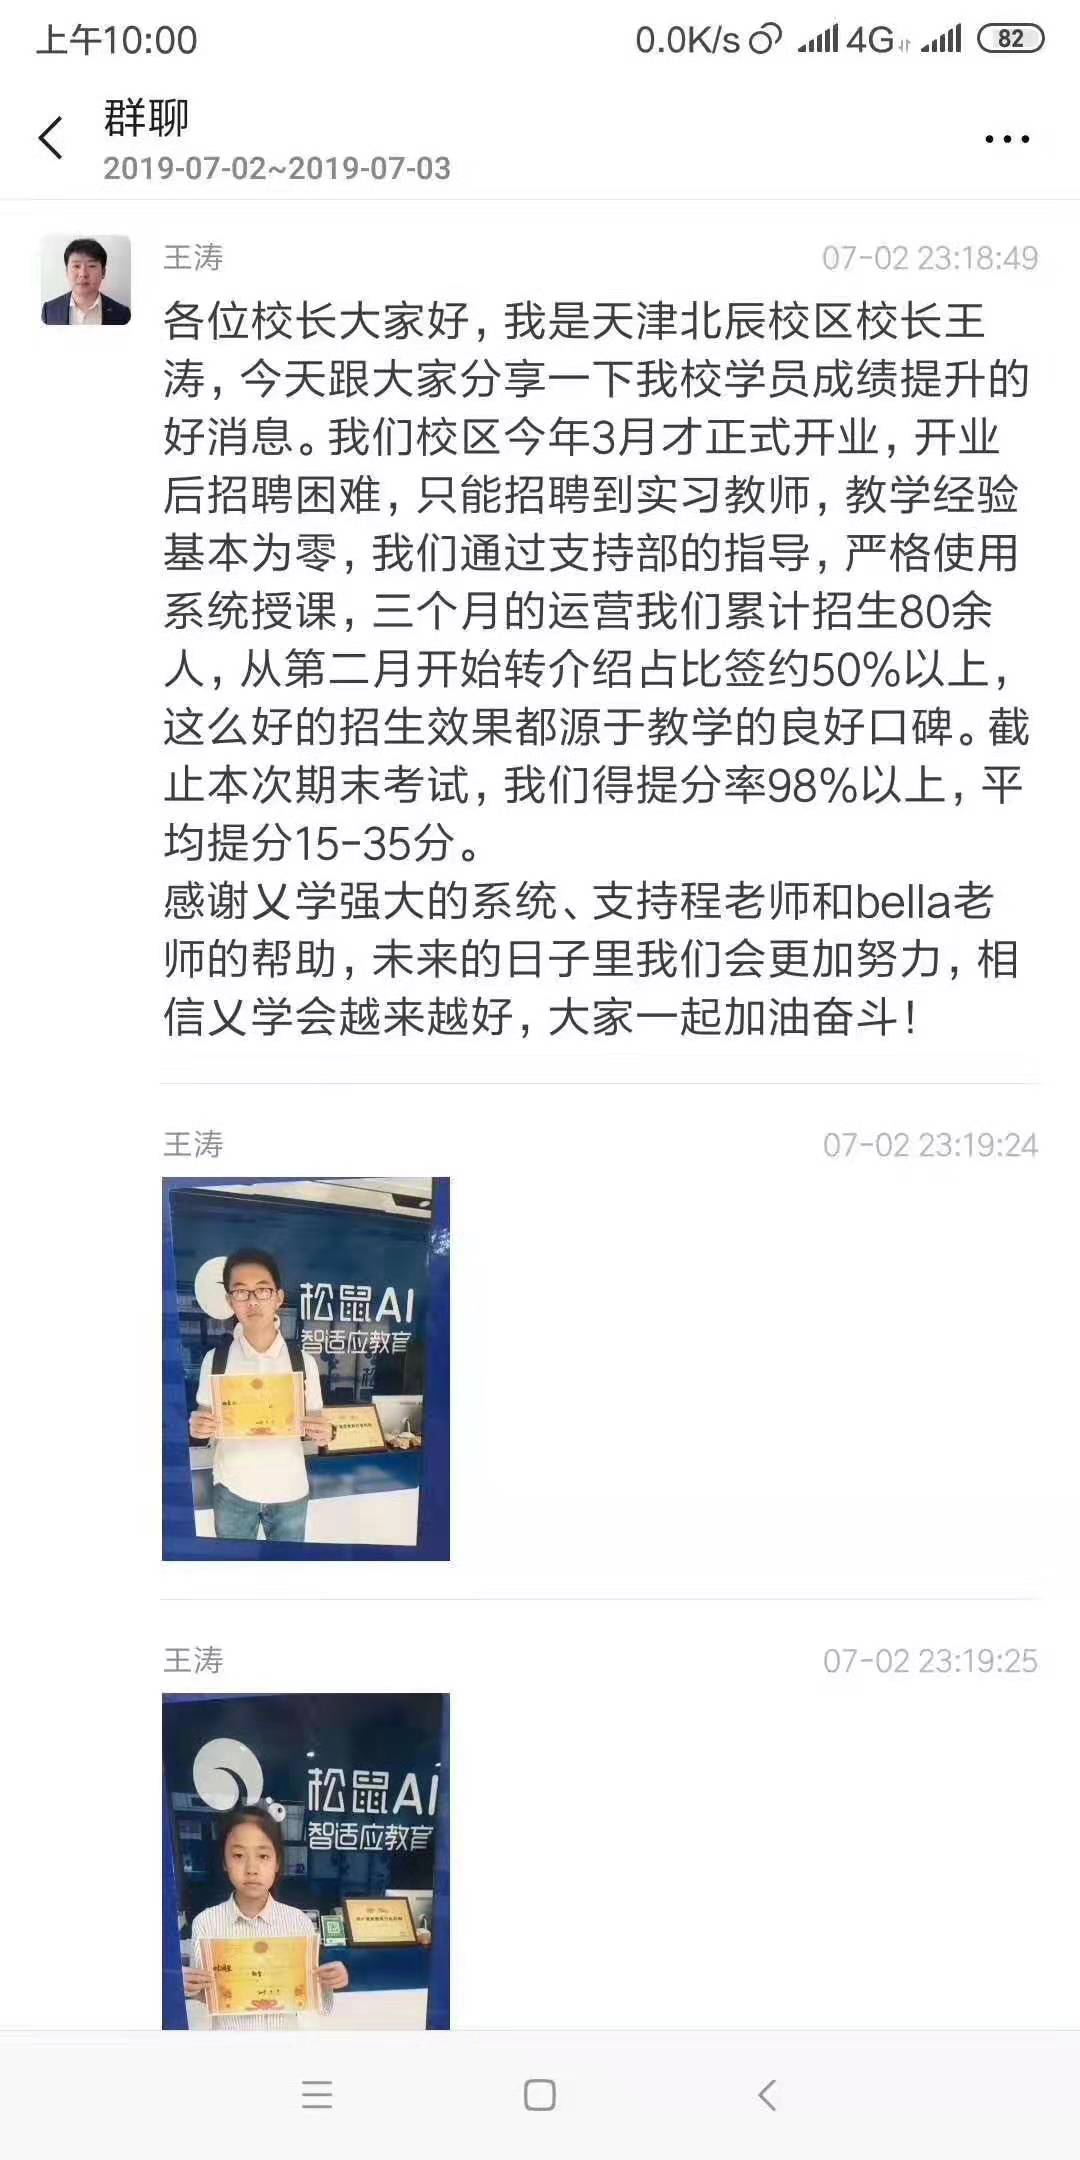 上午10:00
0.0K/s 4G 82
群聊
2019-07-02~2019-07-03
王涛
07-02 23:18:49
各位校长大家好，我是天津北辰校区校长王
涛，今天跟大家分享一下我校学员成绩提升的
好消息。我们校区今年3月才正式开业，开业
后招聘困难，只能招聘到实习教师，教学经验
基本为零，我们通过支持部的指导，严格使用
系统授课，三个月的运营我们累计招生80余
人，从第二月开始转介绍占比签约50%以上，
这么好的招生效果都源于教学的良好口碑。截
止本次期末考试，我们得提分率98%以上，平
均提分15-35分。
感谢乂学强大的系统、支持程老师和bella老
师的帮助，未来的日子里我们会更加努力，相
信乂学会越来越好，大家一起加油奋斗！
王涛
07-02 23:19:24
松鼠AI
智适应教育
王涛
07-02 23:19:25
松鼠AI
智适应教育